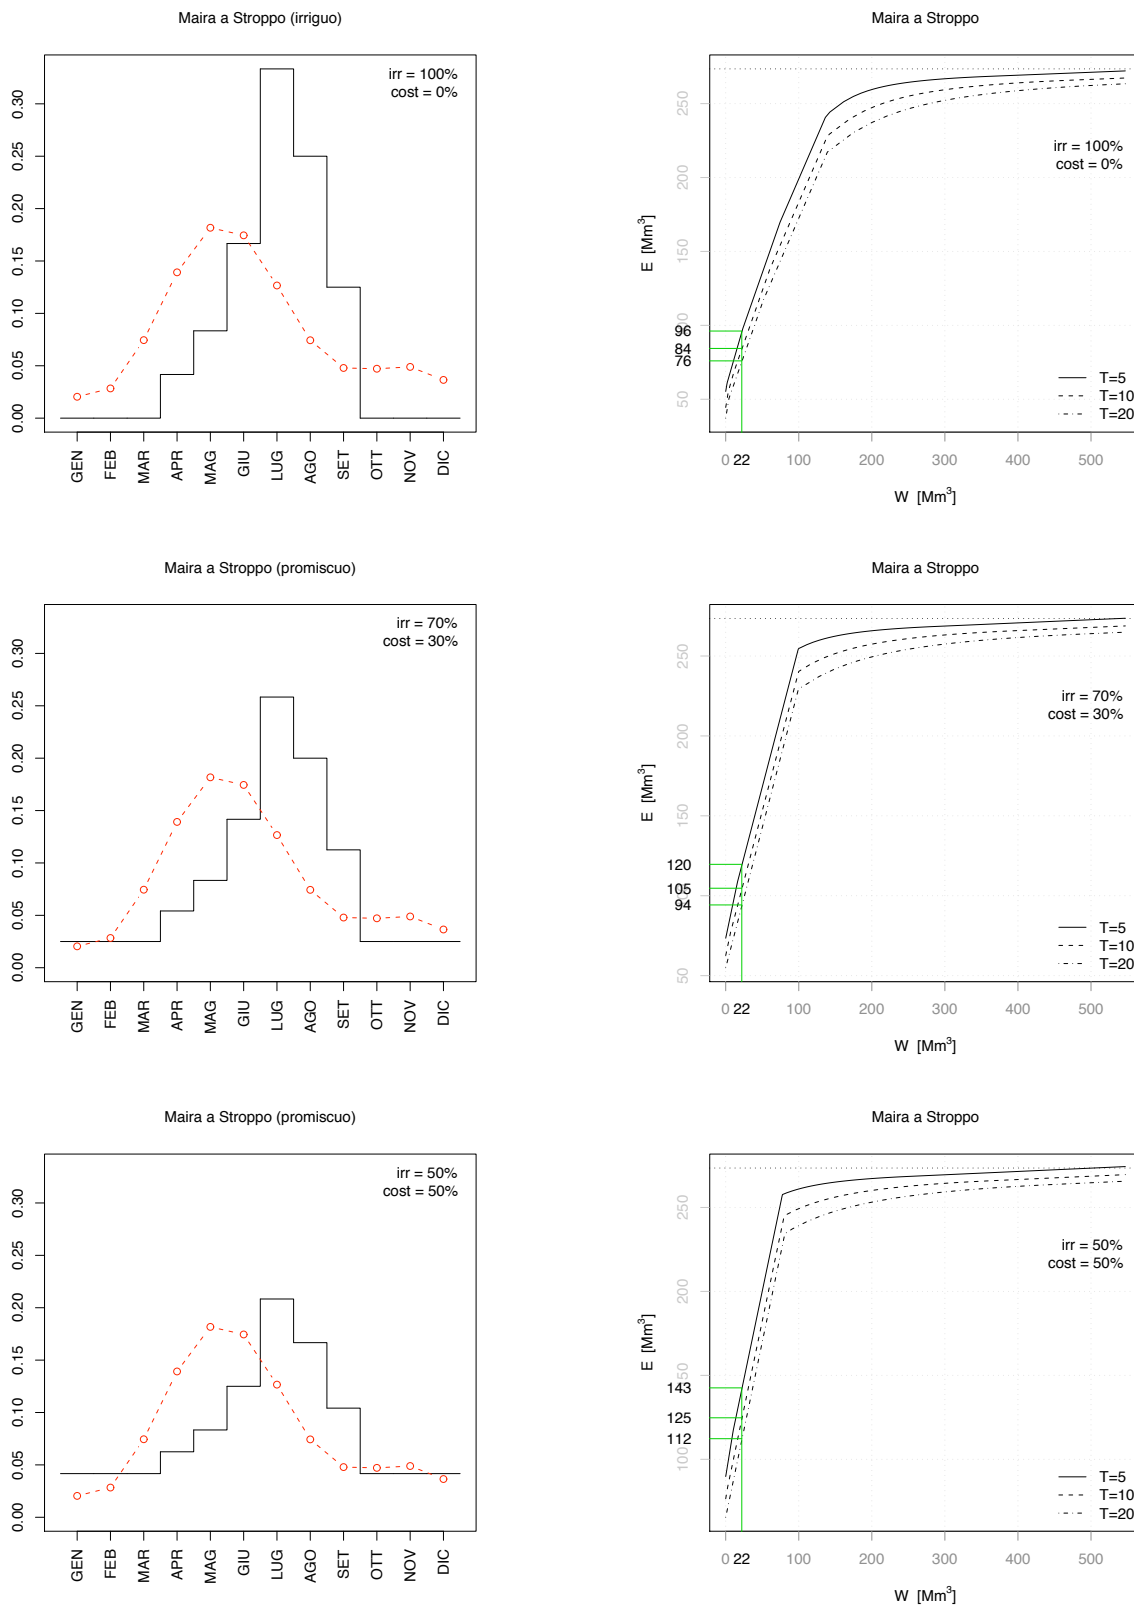 Maira a Stroppo (irriguo)
irr = 100%
cost = 0%
0.00 0.05 0.10 0.15 0.20 0.25 0.30
GEN FEB MAR APR MAG GIU LUG AGO SET OTT NOV DIC
Maira a Stroppo
irr = 100%
cost = 0%
E [Mm³]
50 100 150 200 250
96
84
76
T=5
T=10
T=20
0 22 100 200 300 400 500
W [Mm³]
Maira a Stroppo (promiscuo)
irr = 70%
cost = 30%
0.00 0.05 0.10 0.15 0.20 0.25 0.30
GEN FEB MAR APR MAG GIU LUG AGO SET OTT NOV DIC
Maira a Stroppo
irr = 70%
cost = 30%
E [Mm³]
50 100 150 200 250
120
105
94
T=5
T=10
T=20
0 22 100 200 300 400 500
W [Mm³]
Maira a Stroppo (promiscuo)
irr = 50%
cost = 50%
0.00 0.05 0.10 0.15 0.20 0.25 0.30
GEN FEB MAR APR MAG GIU LUG AGO SET OTT NOV DIC
Maira a Stroppo
irr = 50%
cost = 50%
E [Mm³]
100 150 200 250
143
125
112
T=5
T=10
T=20
0 22 100 200 300 400 500
W [Mm³]